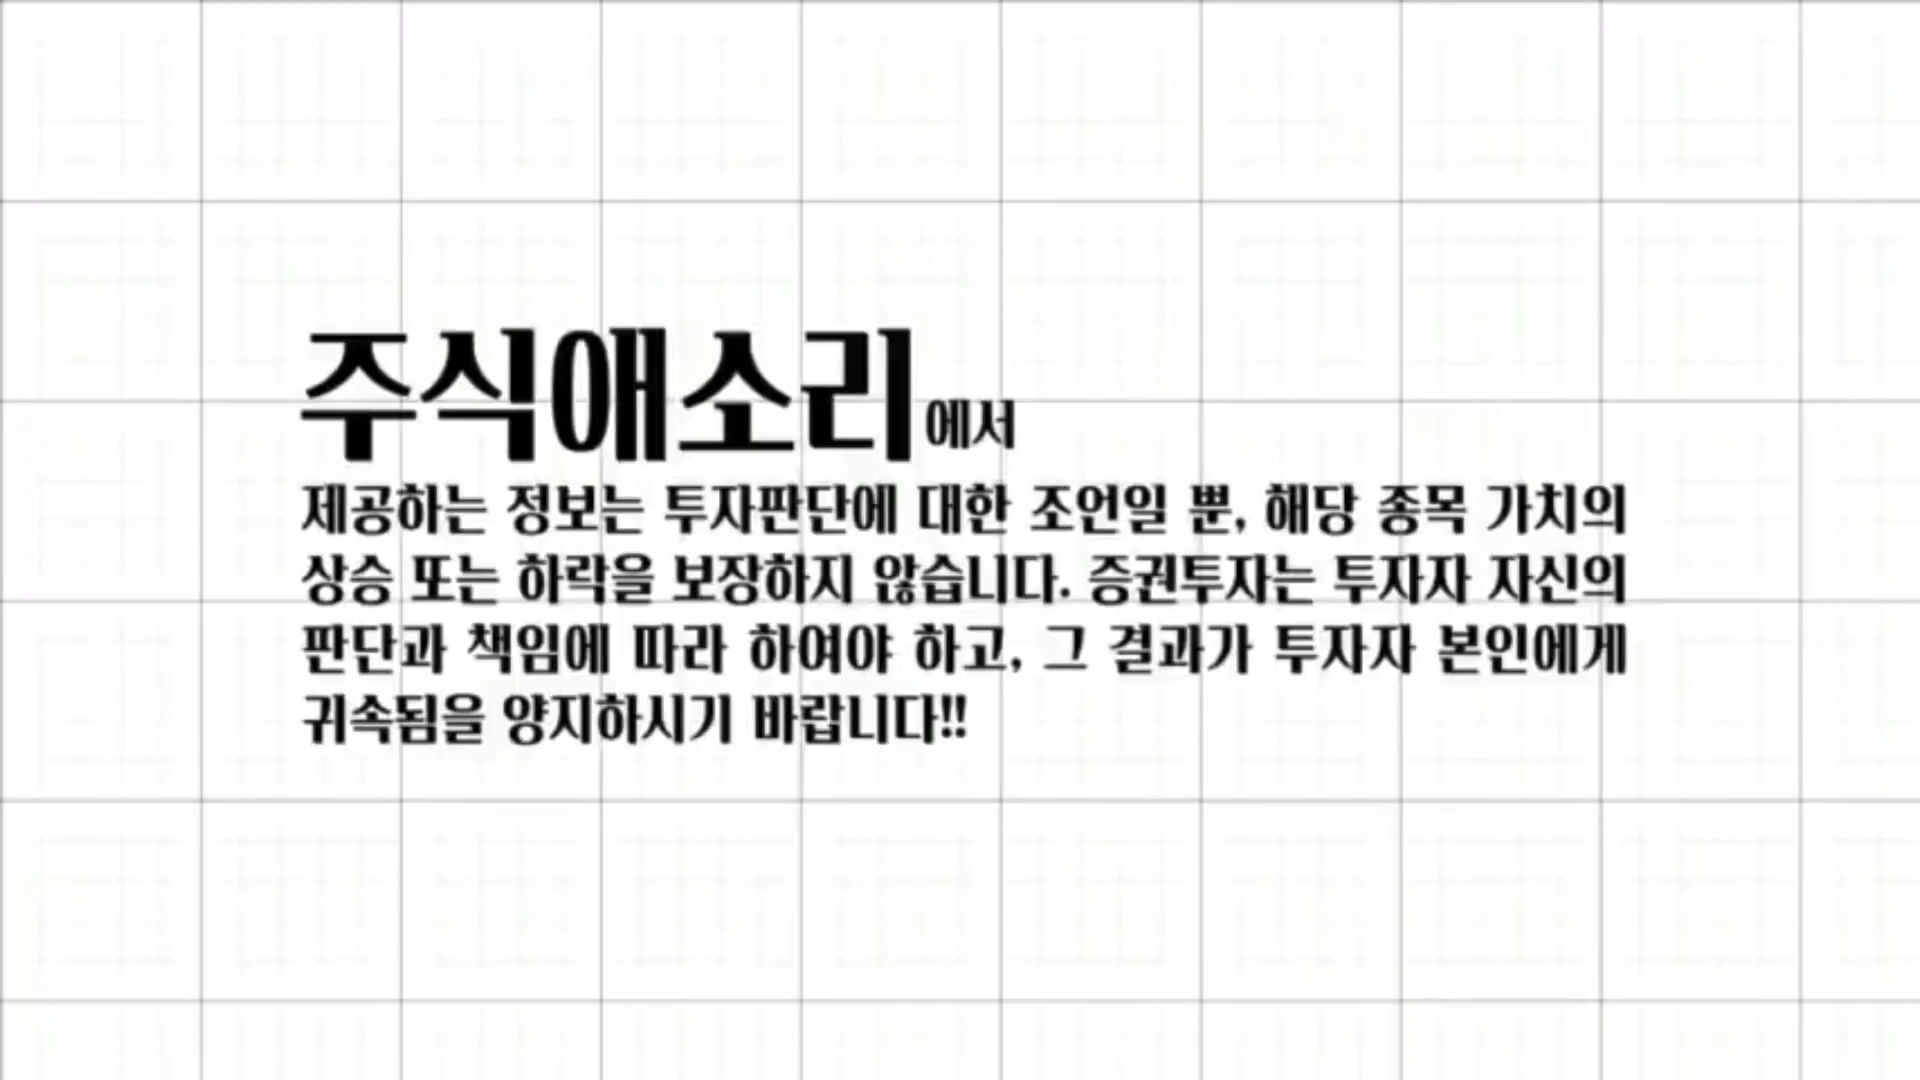 주식애소리에서
제공하는 정보는 투자판단에 대한 조언일 뿐, 해당 종목 가치의
상승 또는 하락을 보장하지 않습니다. 증권투자는 투자자 자신의
판단과 책임에 따라 하여야 하고, 그 결과가 투자자 본인에게
귀속됨을 양지하시기 바랍니다!!